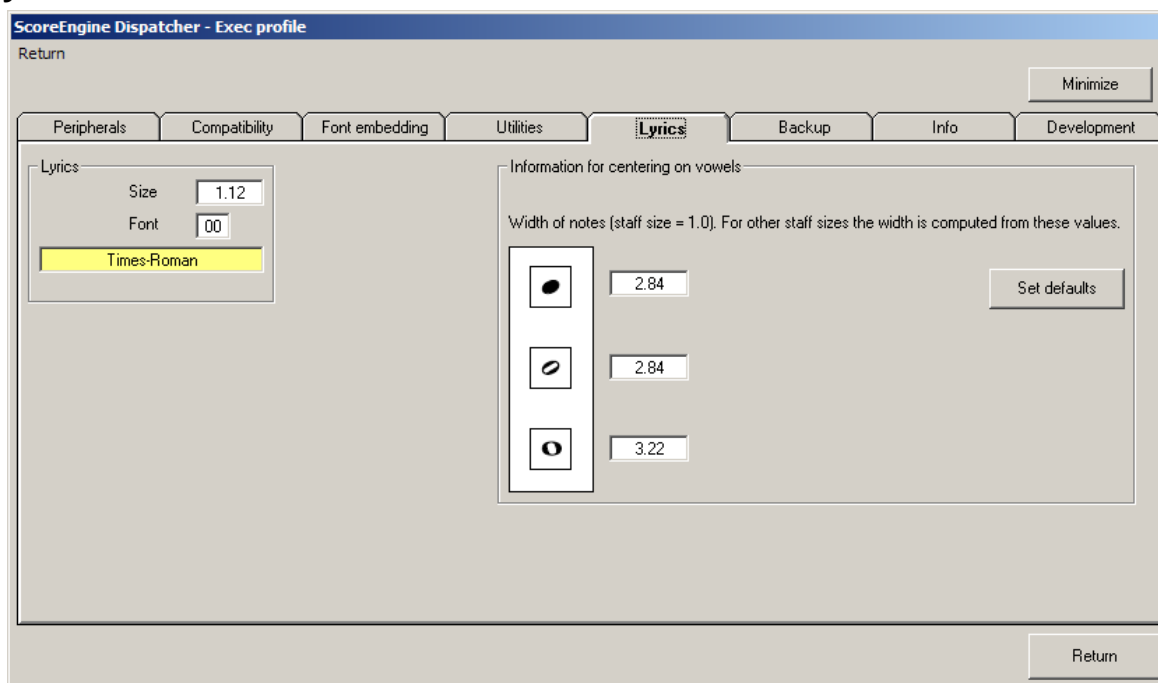 ScoreEngine Dispatcher - Exec profile
Return
Minimize
Peripherals Compatibility Font embedding Utilities Lyrics Backup Info Development
Lyrics
Size 1.12
Font 00
Times-Roman
Information for centering on vowels
Width of notes (staff size = 1.0). For other staff sizes the width is computed from these values.
2.84
Set defaults
2.84
3.22
Return